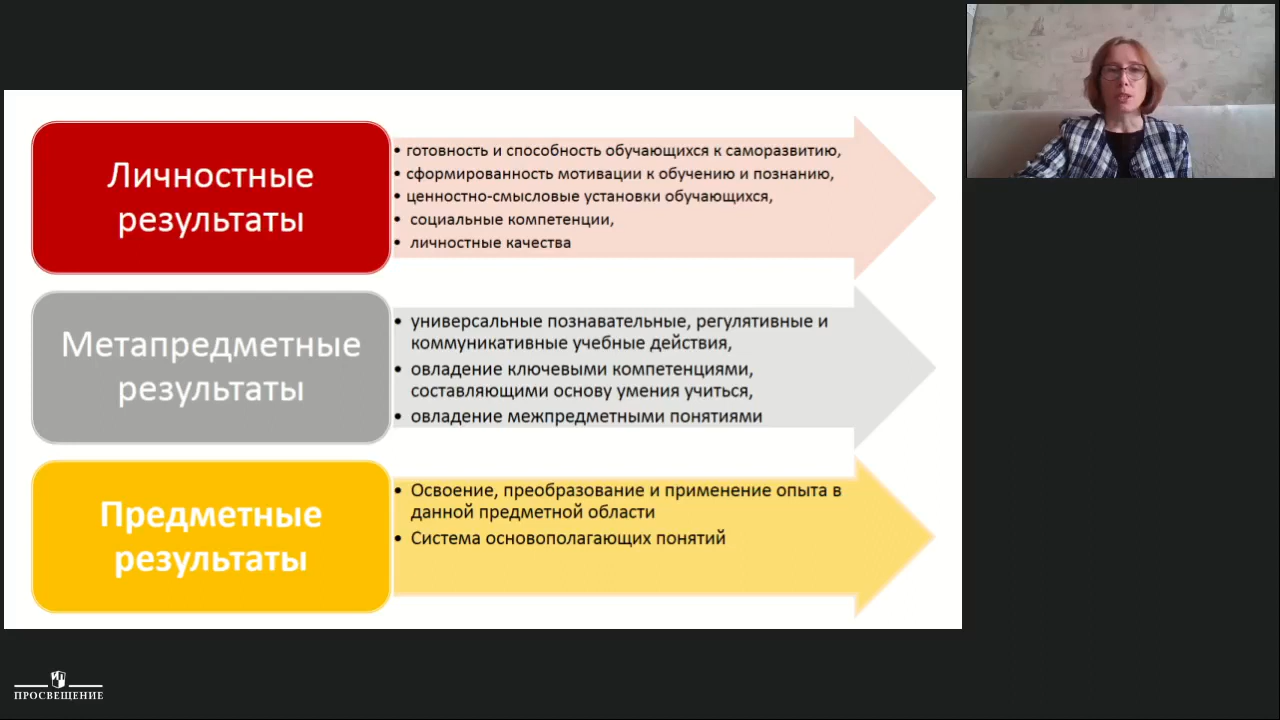 Личностные
результаты
• готовность и способность обучающихся к саморазвитию,
• сформированность мотивации к обучению и познанию,
• ценностно-смысловые установки обучающихся,
• социальные компетенции,
• личностные качества
Метапредметные
результаты
• универсальные познавательные, регулятивные и
коммуникативные учебные действия,
• овладение ключевыми компетенциями,
составляющими основу умения учиться,
• овладение межпредметными понятиями
Предметные
результаты
• Освоение, преобразование и применение опыта в
данной предметной области
• Система основополагающих понятий
ПРОСВЕЩЕНИЕ